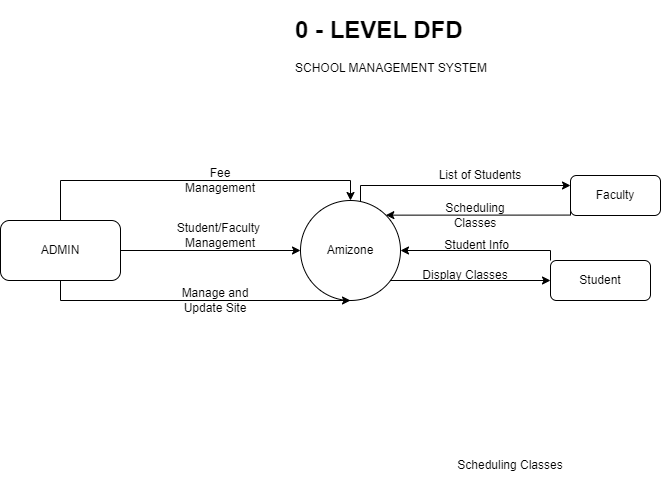 0 - LEVEL DFD
SCHOOL MANAGEMENT SYSTEM
Fee
Management
List of Students
Faculty
Scheduling
Classes
Student/Faculty
Management
ADMIN
Amizone
Student Info
Display Classes
Student
Manage and
Update Site
Scheduling Classes